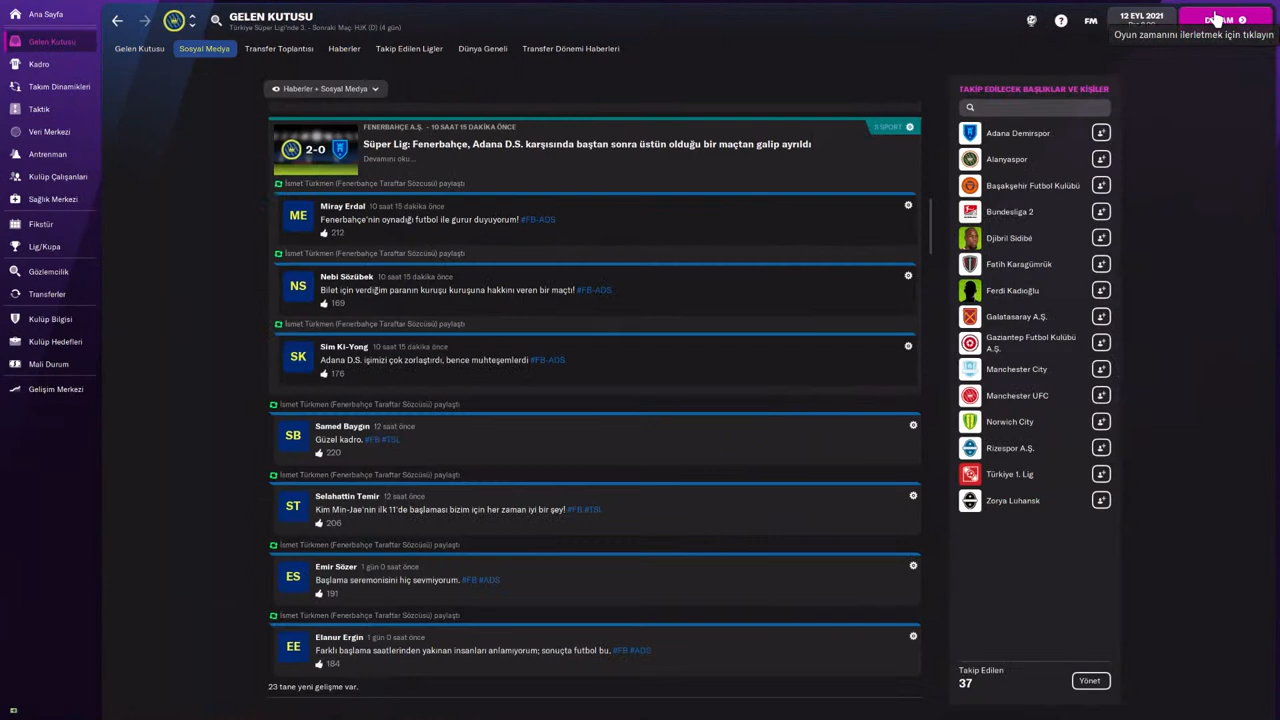 Ana Sayfa
Gelen Kutusu
Kadro
Takım Dinamikleri
Taktik
Veri Merkezi
Antrenman
Kulüp Çalışanları
Sağlık Merkezi
Fikstür
Lig/Kupa
Gözlemcilik
Transferler
Kulüp Bilgisi
Kulüp Hedefleri
Mali Durum
Gelişim Merkezi
GELEN KUTUSU
Türkiye Süper Ligi'nde 3. - Sonraki Maç: HJK (D) (4 gün)
FM
12 EYL 2021
Oyun zamanını ilerletmek için tıklayın
Gelen Kutusu
Sosyal Medya
Transfer Toplantısı
Haberler
Takip Edilen Ligler
Dünya Geneli
Transfer Dönemi Haberleri
Haberler + Sosyal Medya
FENERBAHÇE A.Ş. - 10 SAAT 15 DAKİKA ÖNCE
S SPORT
2-0
Süper Lig: Fenerbahçe, Adana D.S. karşısında baştan sonra üstün olduğu bir maçtan galip ayrıldı
Devamını oku...
İsmet Türkmen (Fenerbahçe Taraftar Sözcüsü) paylaştı
ME
Miray Erdal 10 saat 15 dakika önce
Fenerbahçe'nin oynadığı futbol ile gurur duyuyorum! #FB-ADS
212
İsmet Türkmen (Fenerbahçe Taraftar Sözcüsü) paylaştı
NS
Nebi Sözübek 10 saat 15 dakika önce
Bilet için verdiğim paranın kuruşu kuruşuna hakkını veren bir maçtı! #FB-ADS
169
İsmet Türkmen (Fenerbahçe Taraftar Sözcüsü) paylaştı
SK
Sim Ki-Yong 10 saat 15 dakika önce
Adana D.S. işimizi çok zorlaştırdı, bence muhteşemlerdi #FB-ADS
176
İsmet Türkmen (Fenerbahçe Taraftar Sözcüsü) paylaştı
SB
Samed Baygın 12 saat önce
Güzel kadro. #FB #TSL
220
İsmet Türkmen (Fenerbahçe Taraftar Sözcüsü) paylaştı
ST
Selahattin Temir 12 saat önce
Kim Min-Jae'nin ilk 11'de başlaması bizim için her zaman iyi bir şey! #FB #TSL
206
İsmet Türkmen (Fenerbahçe Taraftar Sözcüsü) paylaştı
ES
Emir Sözer 1 gün 0 saat önce
Başlama seremonisini hiç sevmiyorum. #FB #ADS
191
İsmet Türkmen (Fenerbahçe Taraftar Sözcüsü) paylaştı
EE
Elanur Ergin 1 gün 0 saat önce
Farklı başlama saatlerinden yakınan insanları anlamıyorum; sonuçta futbol bu. #FB #ADS
184
23 tane yeni gelişme var.
TAKİP EDİLECEK BAŞLIKLAR VE KİŞİLER
Adana Demirspor
Alanyaspor
Başakşehir Futbol Kulübü
Bundesliga 2
Djibril Sidibé
Fatih Karagümrük
Ferdi Kadıoğlu
Galatasaray A.Ş.
Gaziantep Futbol Kulübü
A.Ş.
Manchester City
Manchester UFC
Norwich City
Rizespor A.Ş.
Türkiye 1. Lig
Zorya Luhansk
Takip Edilen
37
Yönet